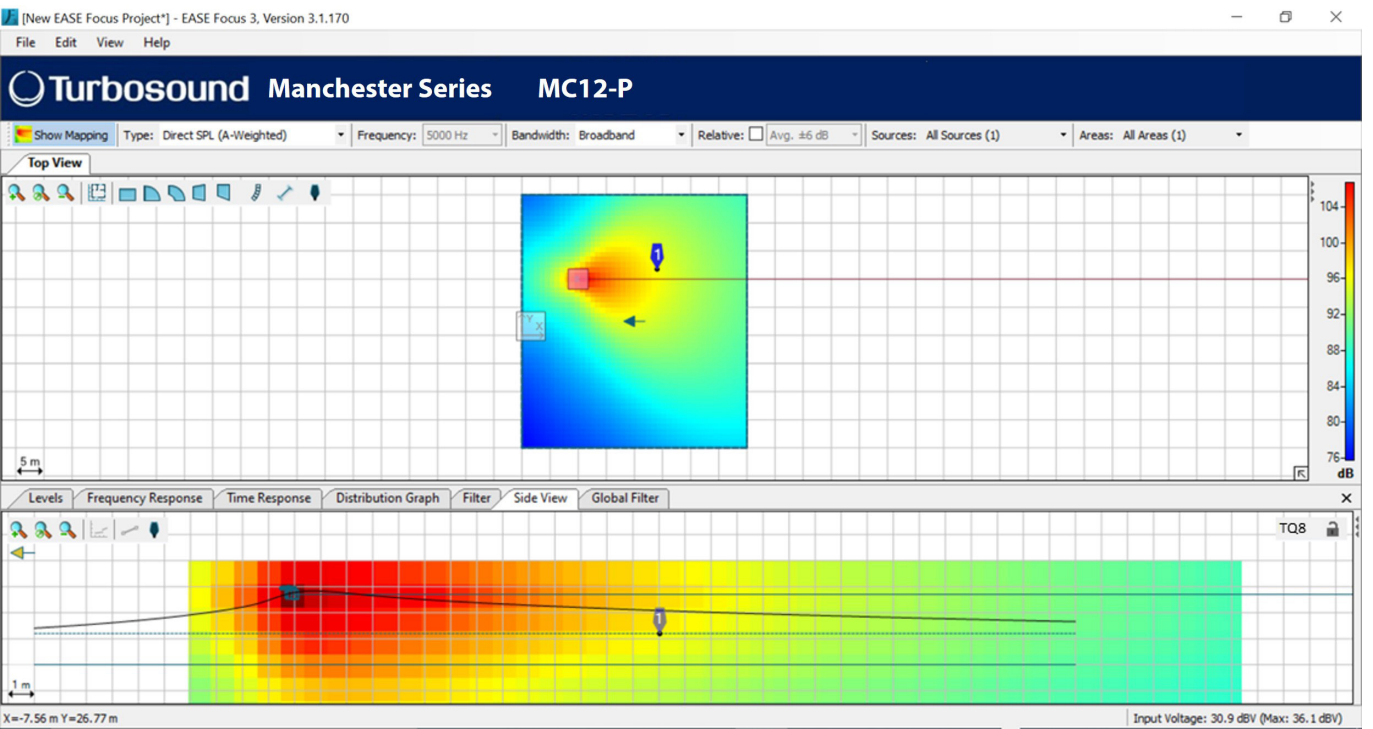 [New EASE Focus Project*] - EASE Focus 3, Version 3.1.170
File Edit View Help
Turbosound Manchester Series MC12-P
Show Mapping Type: Direct SPL (A-Weighted) Frequency: 5000 Hz Bandwidth: Broadband Relative: Avg. ±6 dB Sources: All Sources (1) Areas: All Areas (1)
Top View
104
1
100
96
Y
X
92
88
84
80
5 m
76
dB
Levels Frequency Response Time Response Distribution Graph Filter Side View Global Filter
TQ8
1
1 m
X=-7.56 m Y=26.77 m
Input Voltage: 30.9 dBV (Max: 36.1 dBV)